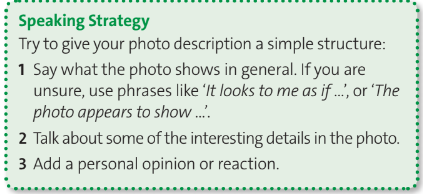 Speaking Strategy
Try to give your photo description a simple structure:
1 Say what the photo shows in general. If you are
unsure, use phrases like ‘It looks to me as if …’, or ‘The
photo appears to show …’.
2 Talk about some of the interesting details in the photo.
3 Add a personal opinion or reaction.